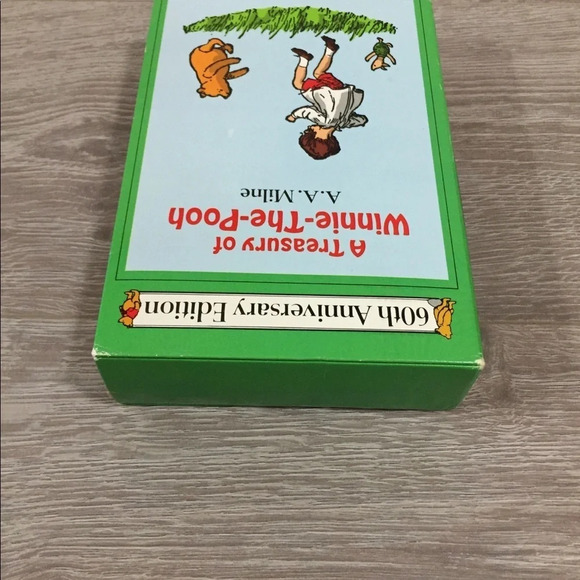 60th Anniversary Edition
A Treasury of
Winnie-The-Pooh
A.A. Milne